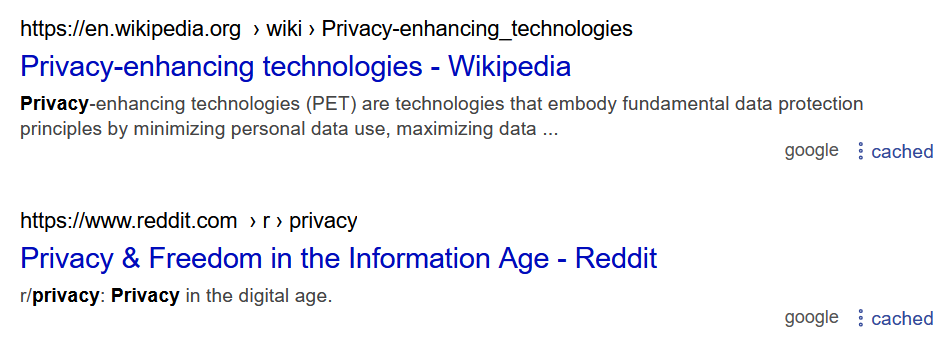 https://en.wikipedia.org › wiki › Privacy-enhancing_technologies
Privacy-enhancing technologies - Wikipedia
Privacy-enhancing technologies (PET) are technologies that embody fundamental data protection
principles by minimizing personal data use, maximizing data ...
google cached
https://www.reddit.com › r › privacy
Privacy & Freedom in the Information Age - Reddit
r/privacy: Privacy in the digital age.
google cached